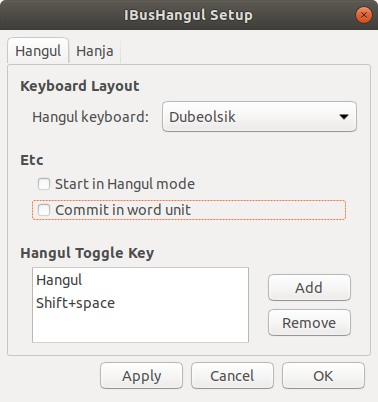 IBusHangul Setup
Hangul Hanja
Keyboard Layout
Hangul keyboard: Dubeolsik
Etc
Start in Hangul mode
Commit in word unit
Hangul Toggle Key
Hangul
Shift+space
Add
Remove
Apply Cancel OK